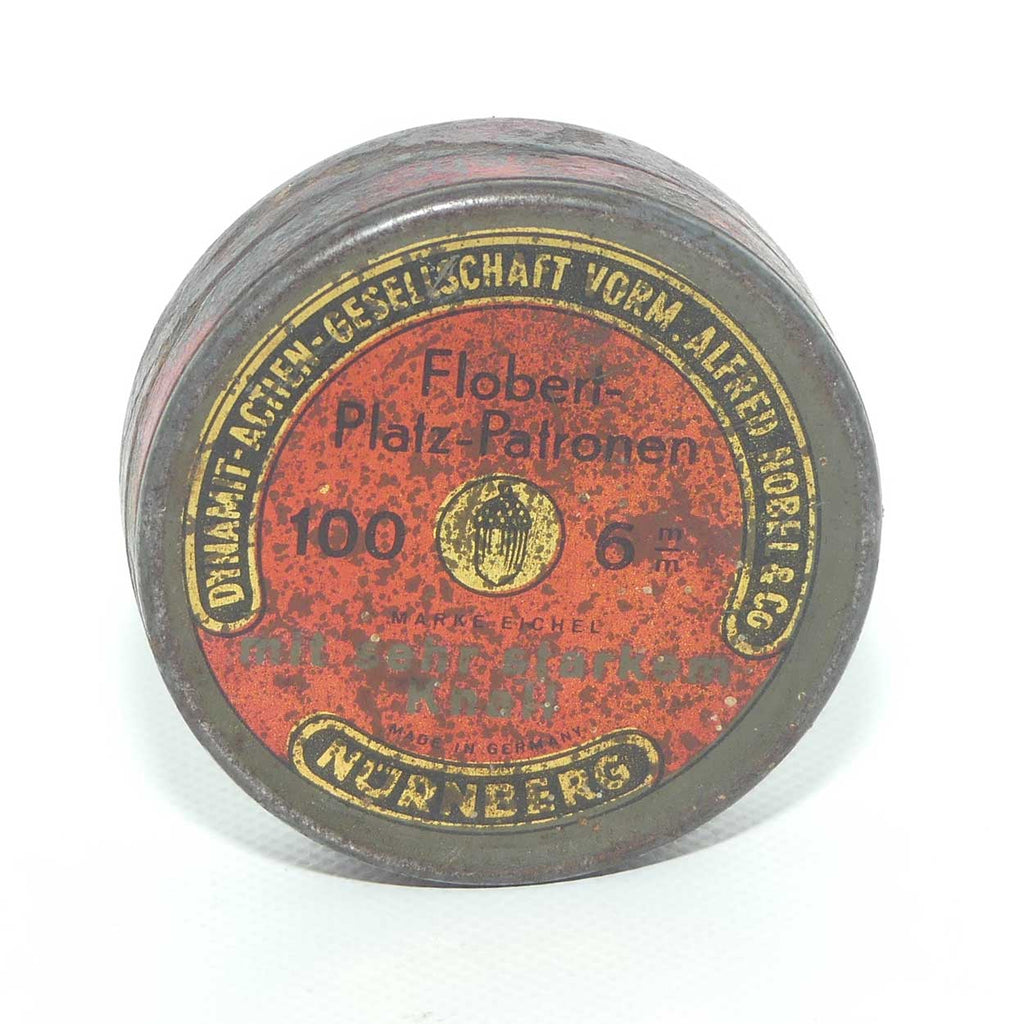 DYNAMIT-ACTIEN-GESELLSCHAFT VORM. ALFRED NOBEL & Co
Flobert-
Platz-Patronen
100 6 m/m
MARKE EICHEL
mit sehr starkem
Knall
MADE IN GERMANY
NÜRNBERG